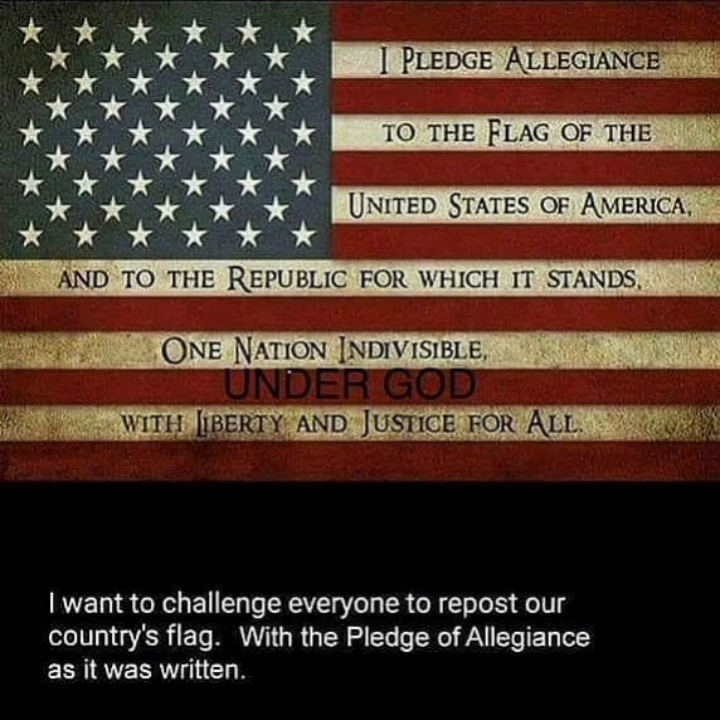 I Pledge Allegiance
to the Flag of the
United States of America,
and to the Republic for which it stands,
One Nation Indivisible,
UNDER GOD
with Liberty and Justice for All.
I want to challenge everyone to repost our
country's flag. With the Pledge of Allegiance
as it was written.